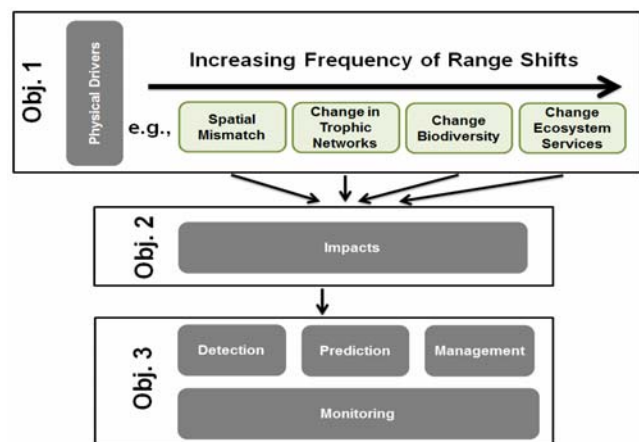 Obj. 1
Physical Drivers
Increasing Frequency of Range Shifts
e.g.,
Spatial
Mismatch
Change in
Trophic
Networks
Change
Biodiversity
Change
Ecosystem
Services
Obj. 2
Impacts
Obj. 3
Detection
Prediction
Management
Monitoring